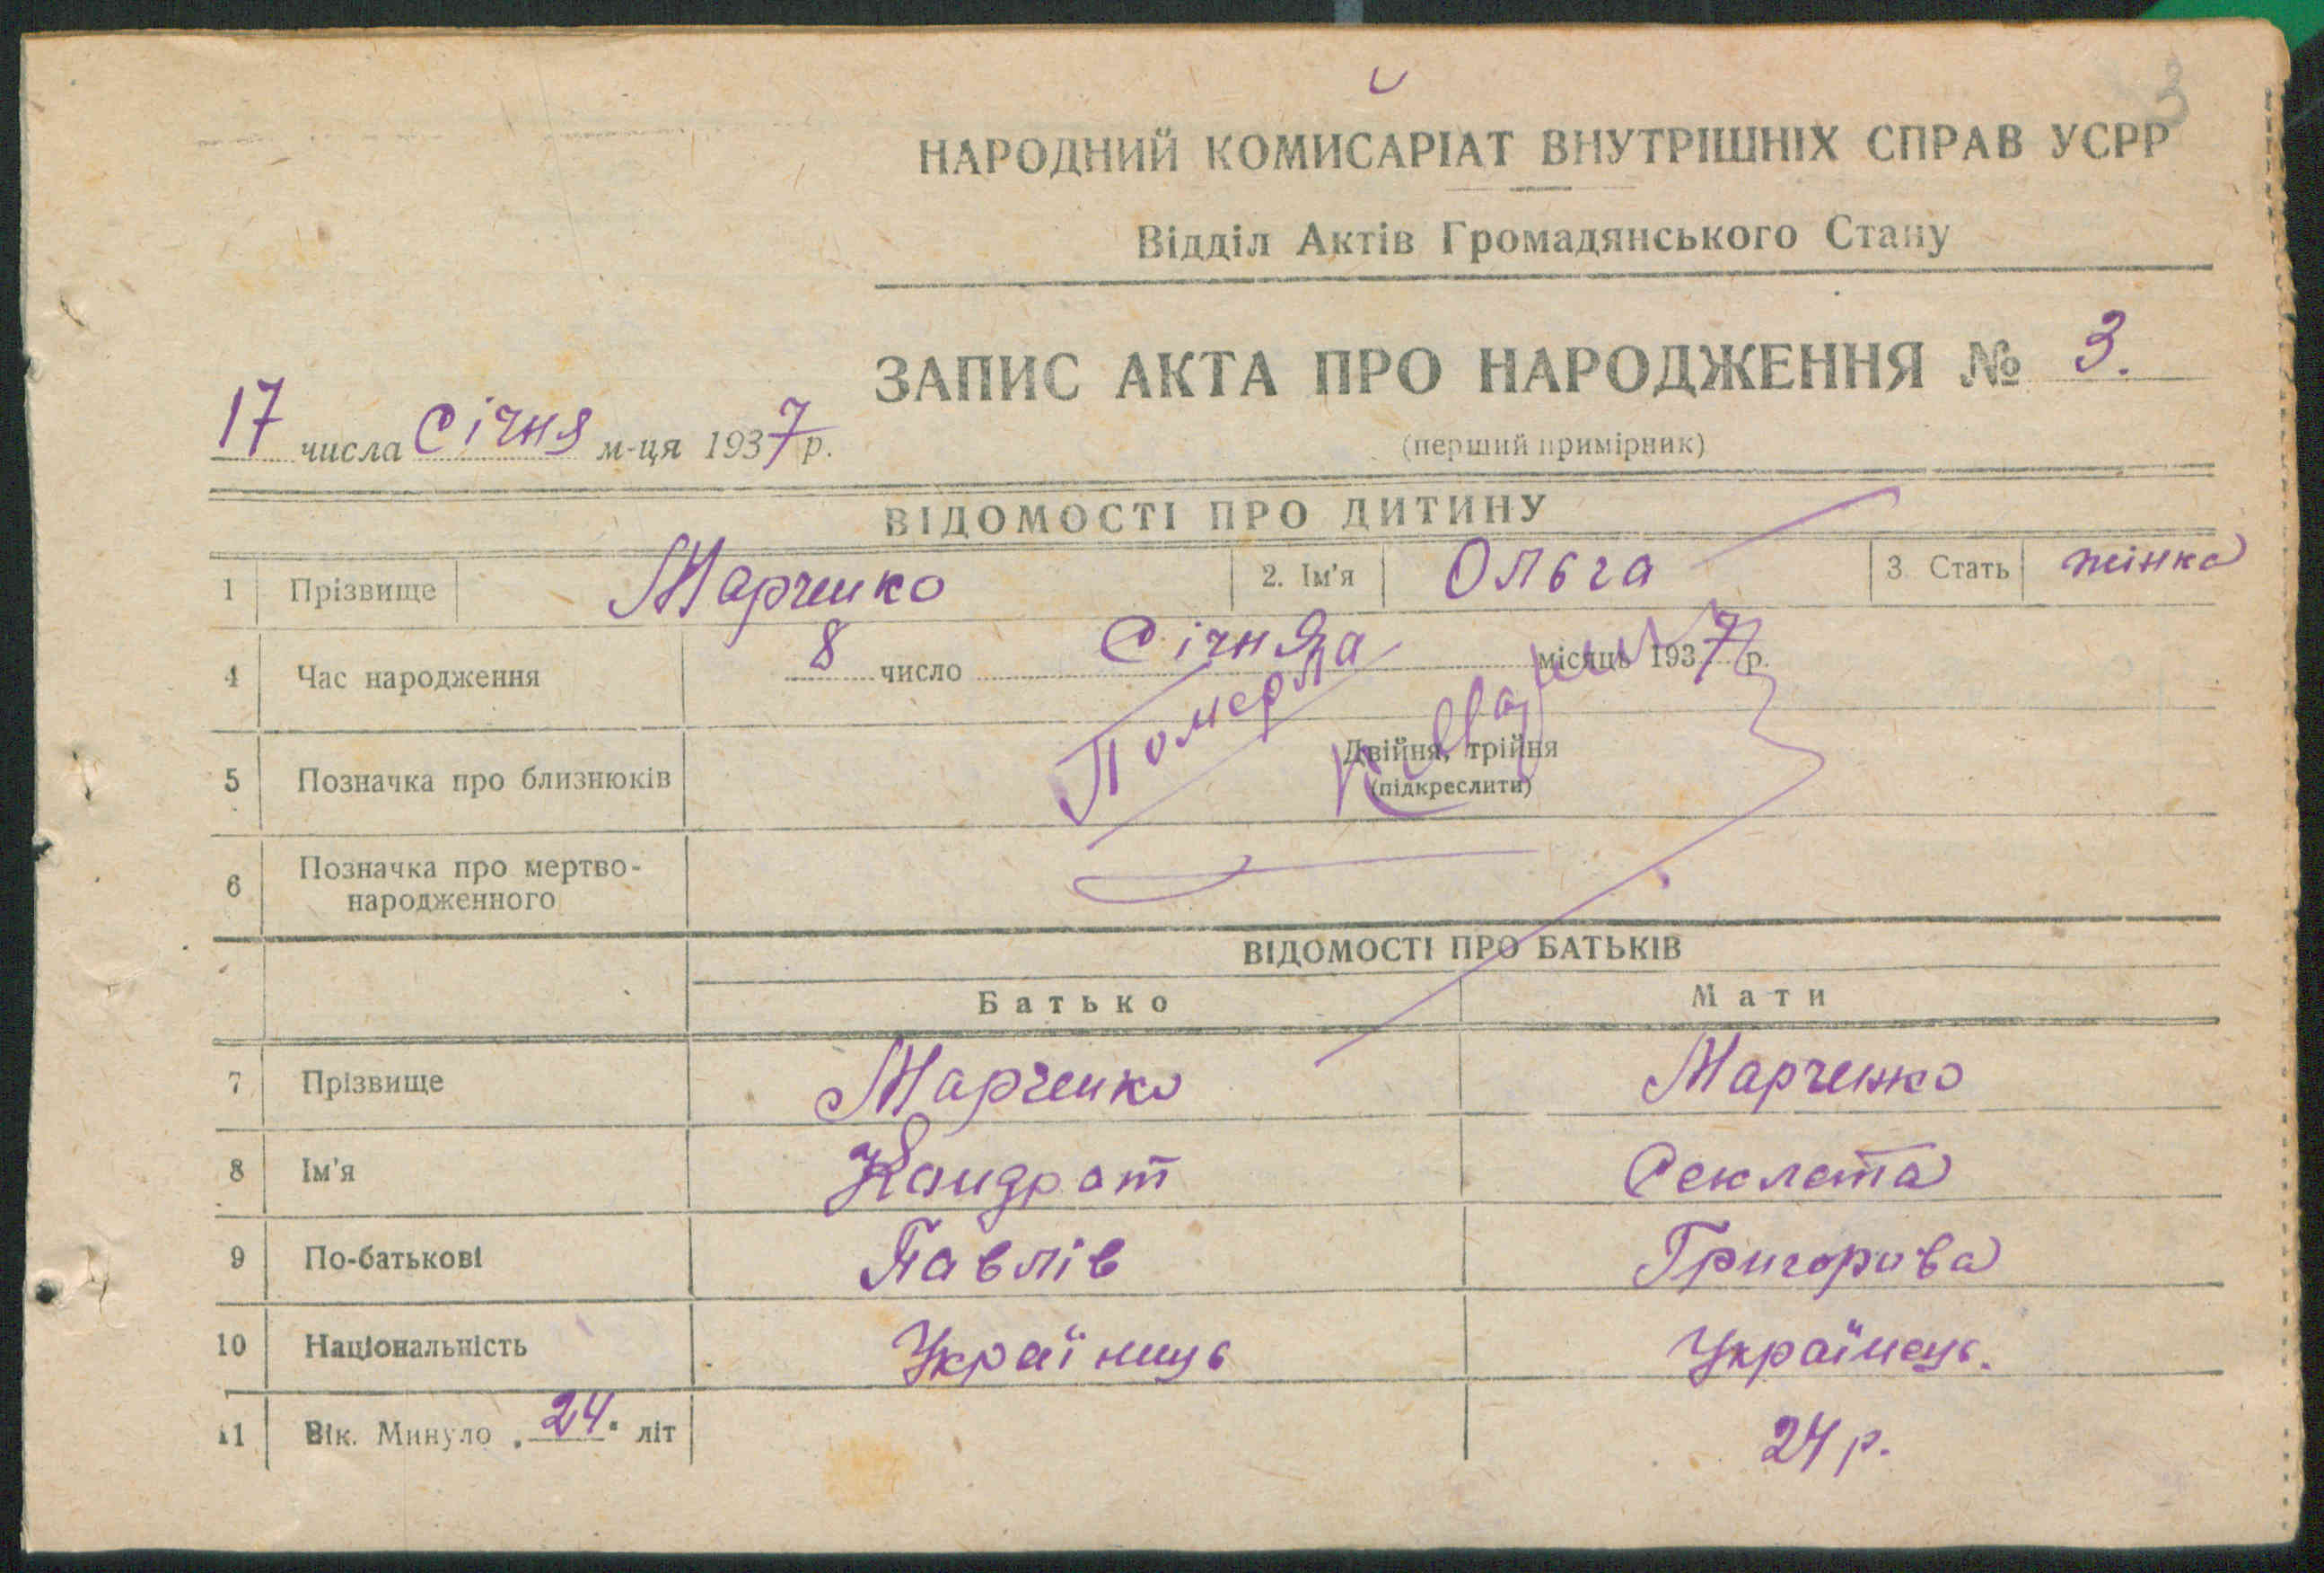 НАРОДНИЙ КОМИСАРІАТ ВНУТРІШНІХ СПРАВ УСРР
Відділ Актів Громадянського Стану
ЗАПИС АКТА ПРО НАРОДЖЕННЯ № 3.
17 числа Січня м-ця 1937 р.
(перший примірник)
ВІДОМОСТІ ПРО ДИТИНУ
1 Прізвище Марченко 2. Ім'я Ольга 3. Стать жінка
4 Час народження 8 число Січня місяць 1937 р.
Померла
5 Позначка про близнюків Двійня, трійня
(підкреслити)
6 Позначка про мертво-
народженного
ВІДОМОСТІ ПРО БАТЬКІВ
Батько Мати
7 Прізвище Марченко Марченко
8 Ім'я Кондрат Секлета
9 По-батькові Павлів Григорова
10 Національність Українць Українець.
11 Вік. Минуло „24" літ 24 р.